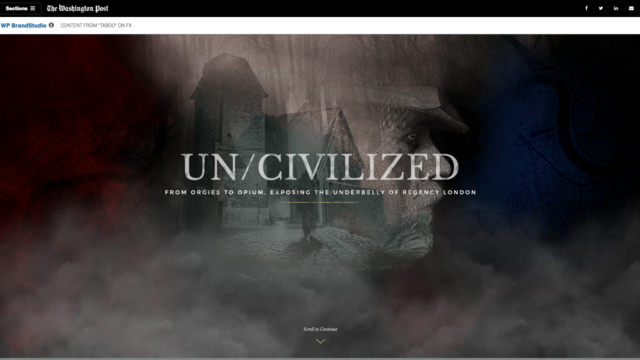 Sections
The Washington Post
WP BrandStudio
CONTENT FROM "TABOO" ON FX
UN/CIVILIZED
FROM ORGIES TO OPIUM, EXPOSING THE UNDERBELLY OF REGENCY LONDON
Scroll to Continue